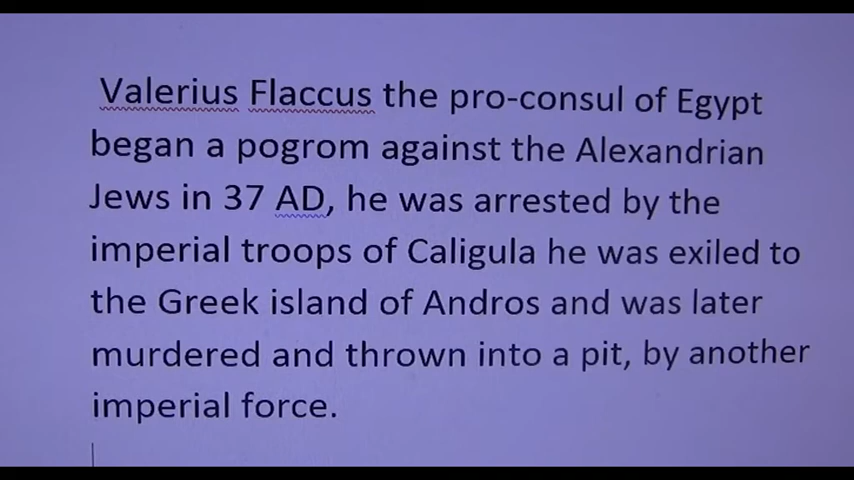 Valerius Flaccus the pro-consul of Egypt
began a pogrom against the Alexandrian
Jews in 37 AD, he was arrested by the
imperial troops of Caligula he was exiled to
the Greek island of Andros and was later
murdered and thrown into a pit, by another
imperial force.